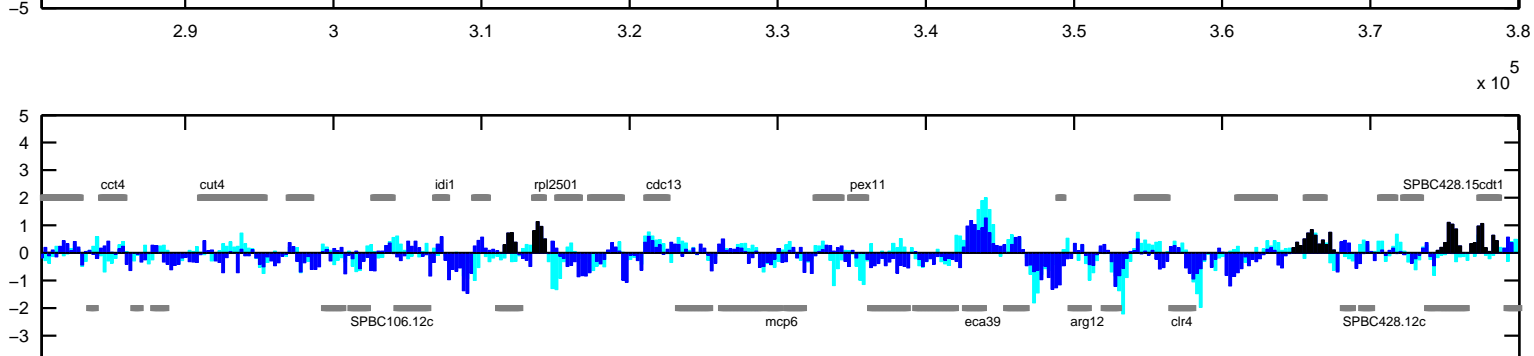 −5
2.9 3 3.1 3.2 3.3 3.4 3.5 3.6 3.7 3.8
x 10^5
5
4
3
cct4 cut4 idi1 rpl2501 cdc13 pex11 SPBC428.15cdt1
2
1
0
−1
−2
SPBC106.12c mcp6 eca39 arg12 clr4 SPBC428.12c
−3